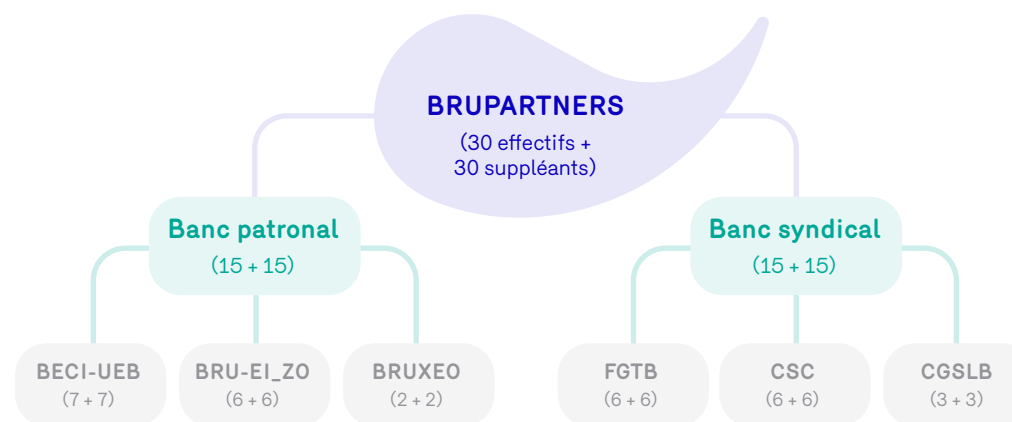 BRUPARTNERS
(30 effectifs +
30 suppléants)
Banc patronal
(15 + 15)
Banc syndical
(15 + 15)
BECI-UEB
(7 + 7)
BRU-EI_ZO
(6 + 6)
BRUXEO
(2 + 2)
FGTB
(6 + 6)
CSC
(6 + 6)
CGSLB
(3 + 3)